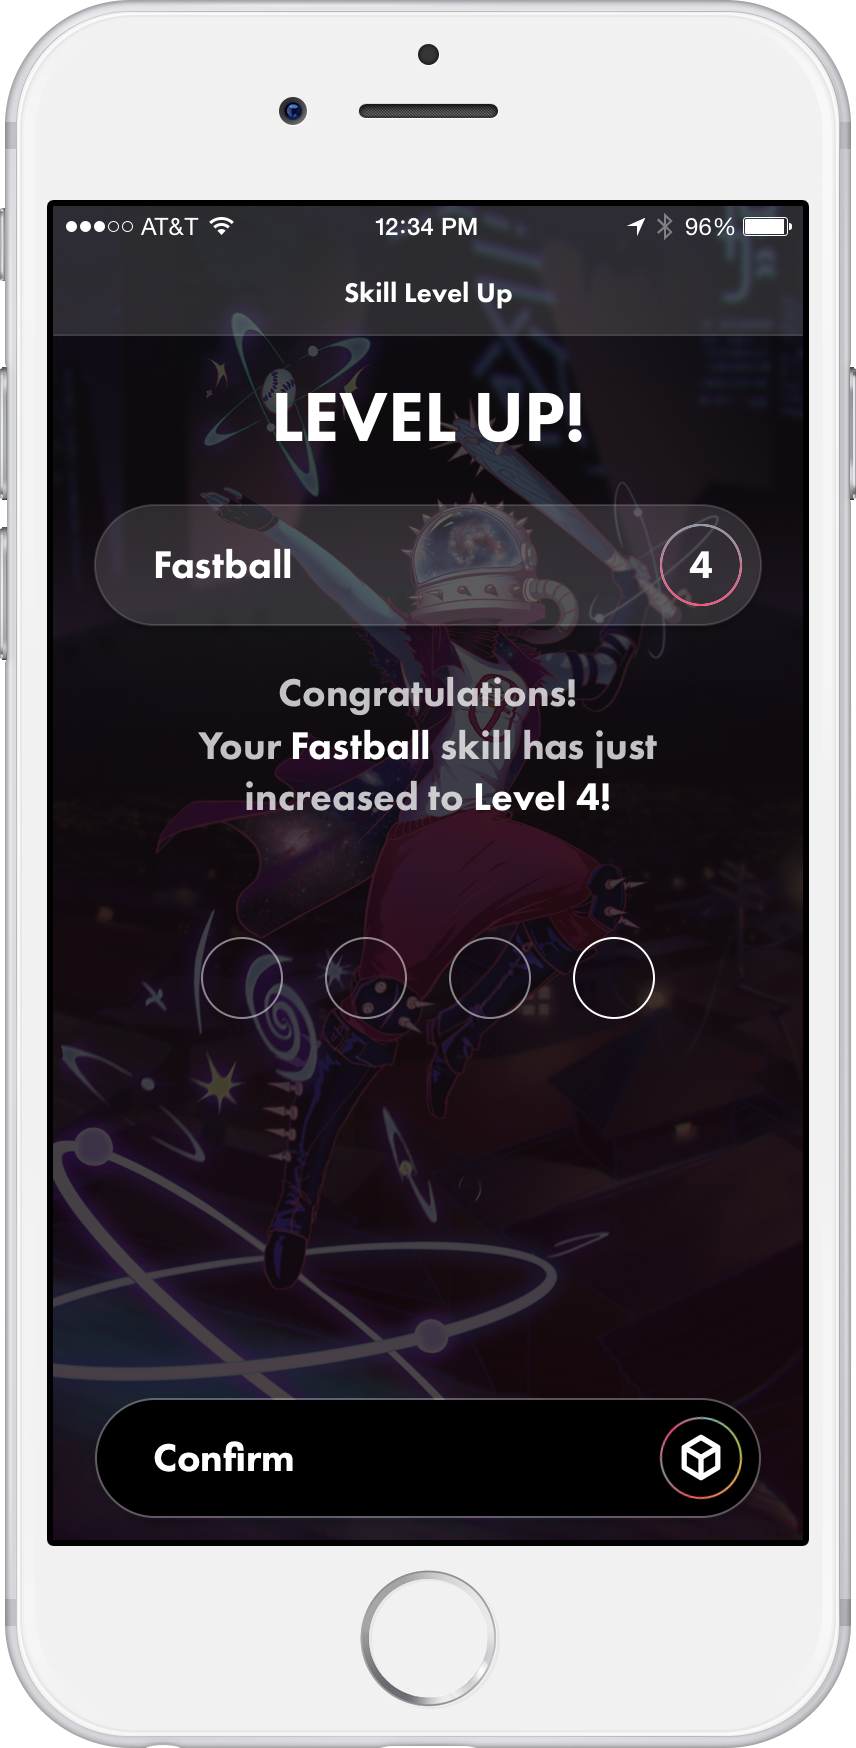 AT&T 12:34 PM 96%
Skill Level Up
LEVEL UP!
Fastball 4
Congratulations!
Your Fastball skill has just
increased to Level 4!
Confirm